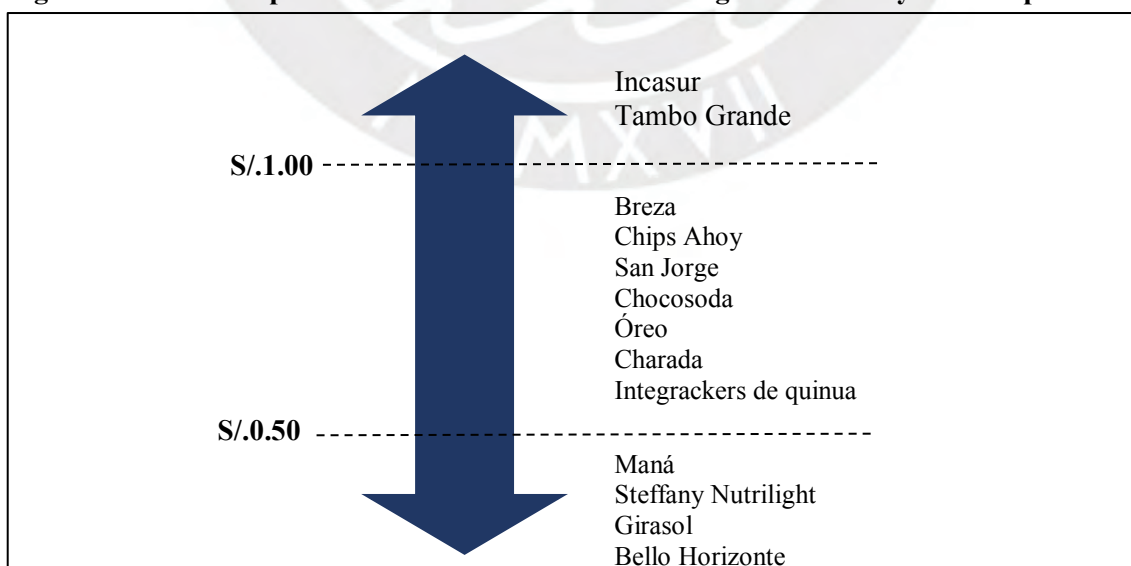 Incasur
Tambo Grande
S/.1.00
Breza
Chips Ahoy
San Jorge
Chocosoda
Óreo
Charada
Integrackers de quinua
S/.0.50
Maná
Steffany Nutrilight
Girasol
Bello Horizonte
MXVII